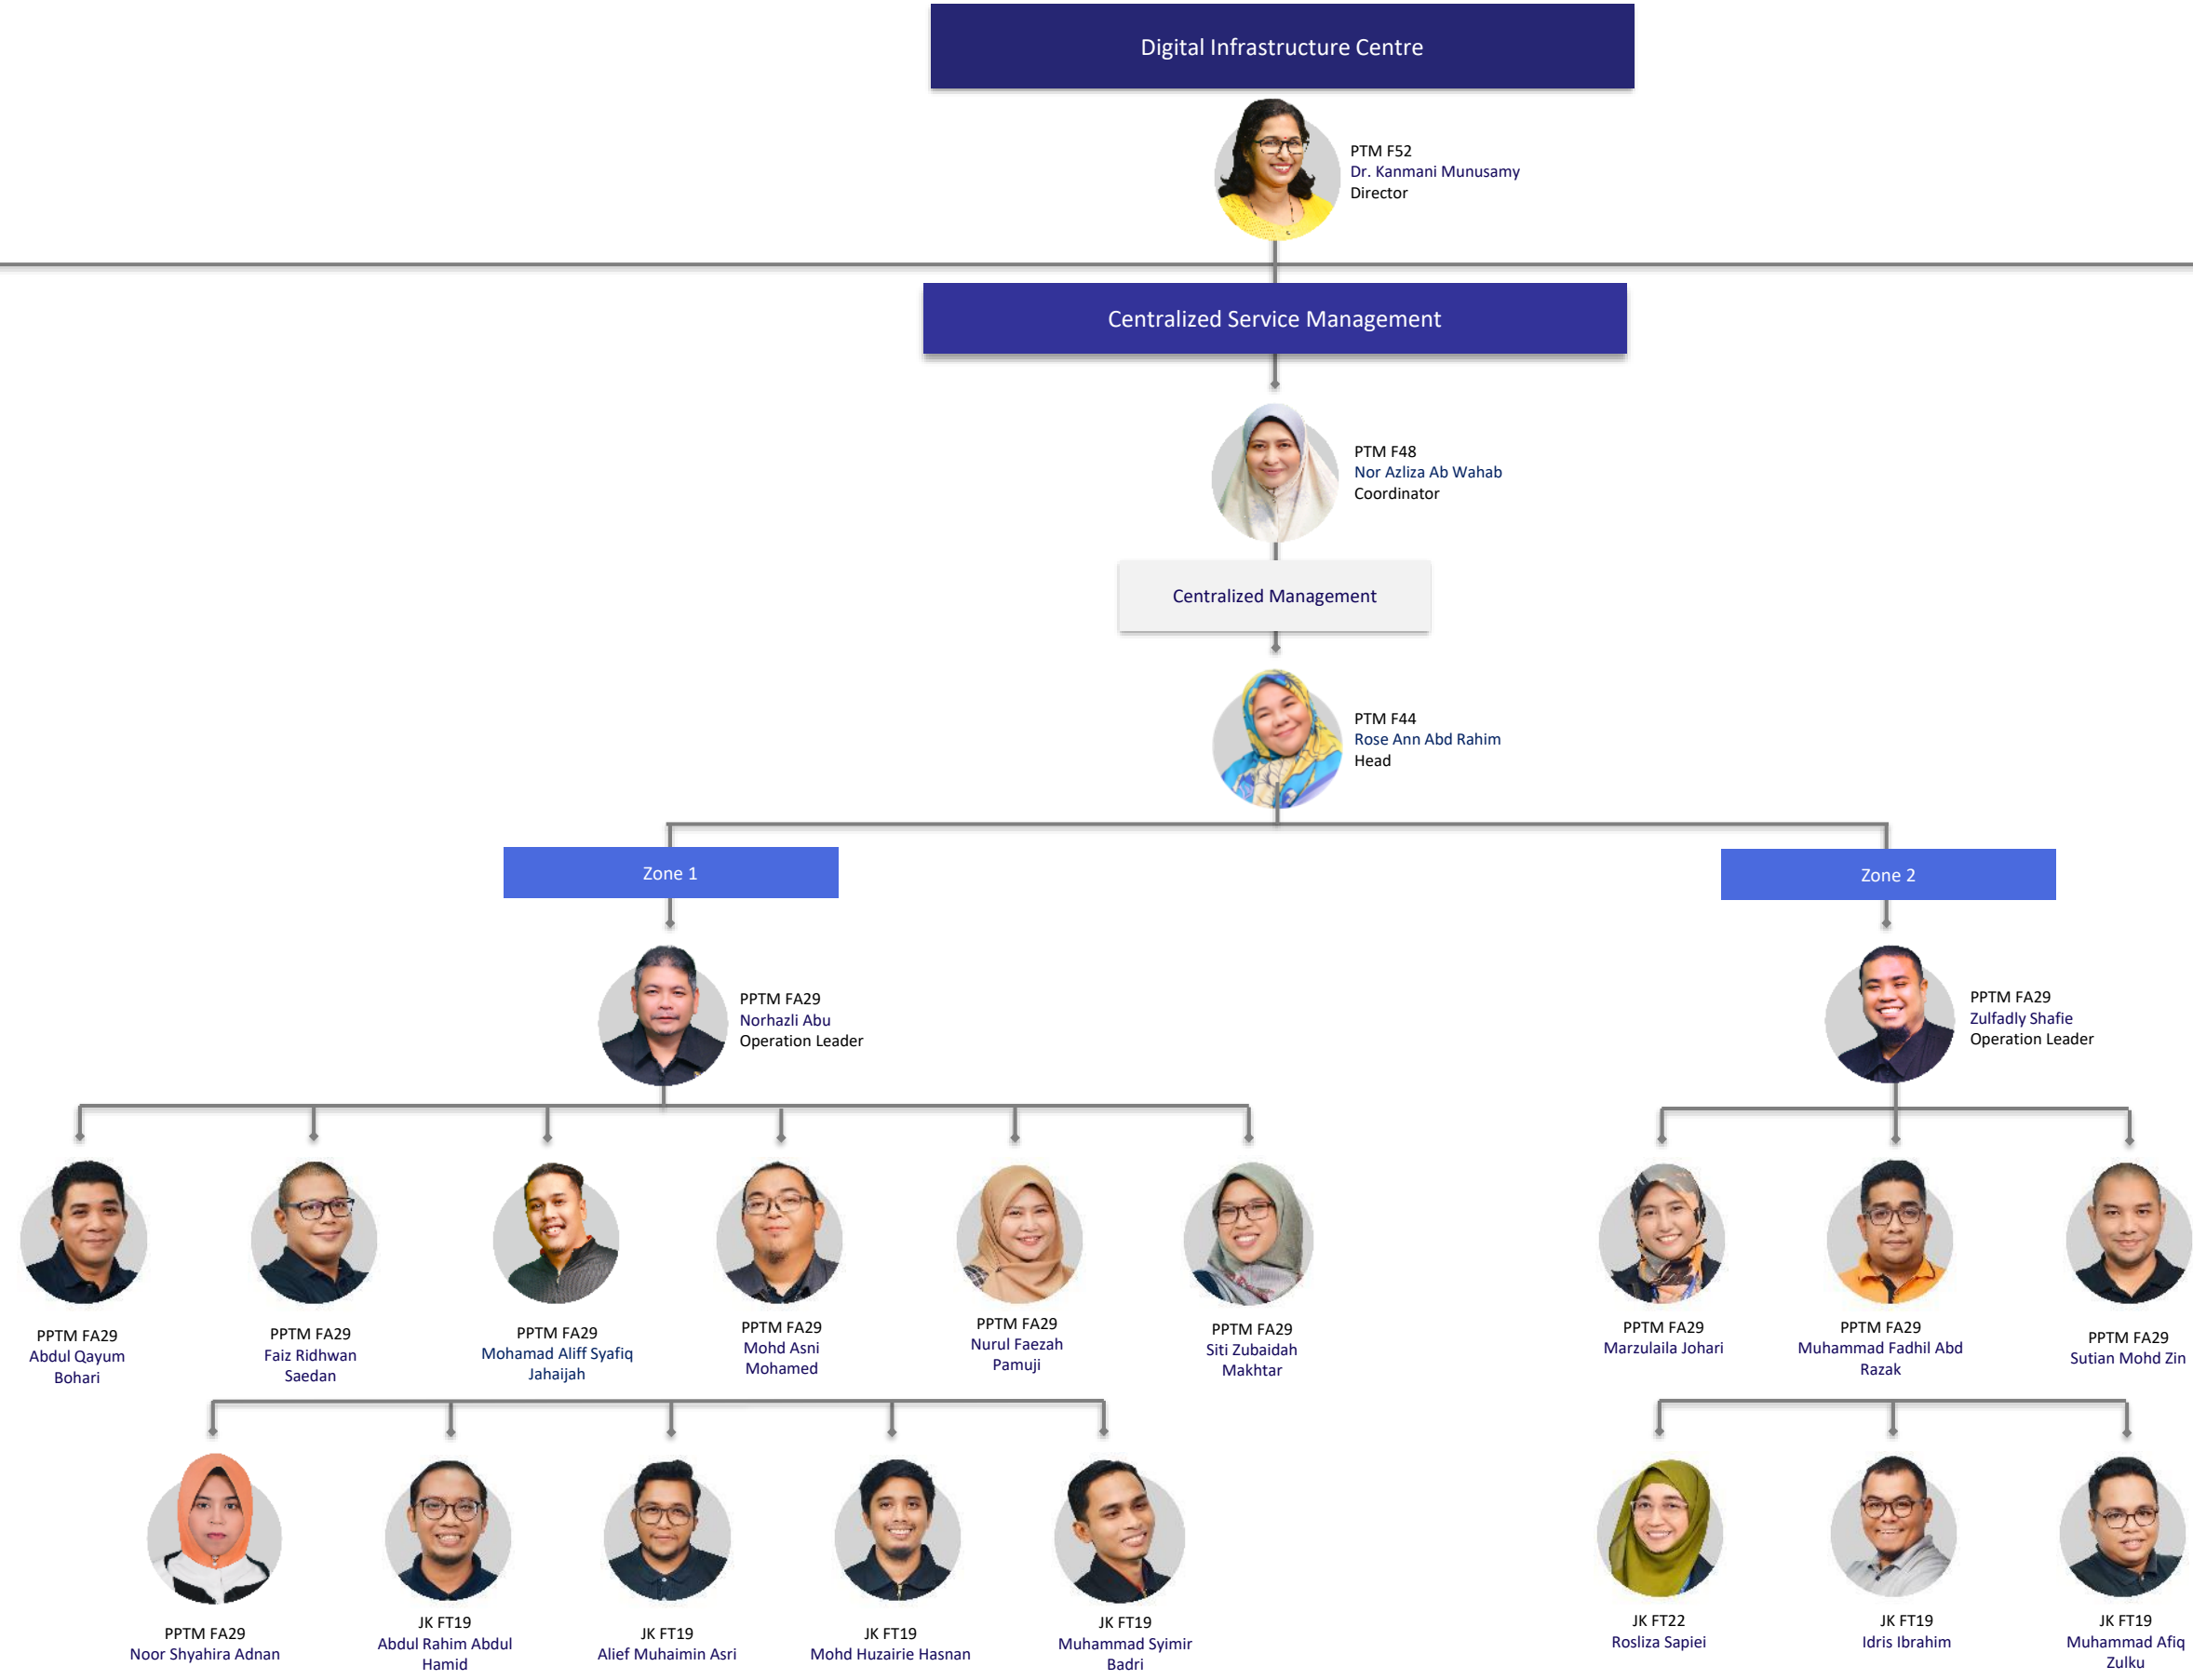 Digital Infrastructure Centre
PTM F52
Dr. Kanmani Munusamy
Director
Centralized Service Management
PTM F48
Nor Azliza Ab Wahab
Coordinator
Centralized Management
PTM F44
Rose Ann Abd Rahim
Head
Zone 1
Zone 2
PPTM FA29
Norhazli Abu
Operation Leader
PPTM FA29
Zulfadly Shafie
Operation Leader
PPTM FA29
Abdul Qayum
Bohari
PPTM FA29
Faiz Ridhwan
Saedan
PPTM FA29
Mohamad Aliff Syafiq
Jahaijah
PPTM FA29
Mohd Asni
Mohamed
PPTM FA29
Nurul Faezah
Pamuji
PPTM FA29
Siti Zubaidah
Makhtar
PPTM FA29
Marzulaila Johari
PPTM FA29
Muhammad Fadhil Abd
Razak
PPTM FA29
Sutian Mohd Zin
PPTM FA29
Noor Shyahira Adnan
JK FT19
Abdul Rahim Abdul
Hamid
JK FT19
Alief Muhaimin Asri
JK FT19
Mohd Huzairie Hasnan
JK FT19
Muhammad Syimir
Badri
JK FT22
Rosliza Sapiei
JK FT19
Idris Ibrahim
JK FT19
Muhammad Afiq
Zulku